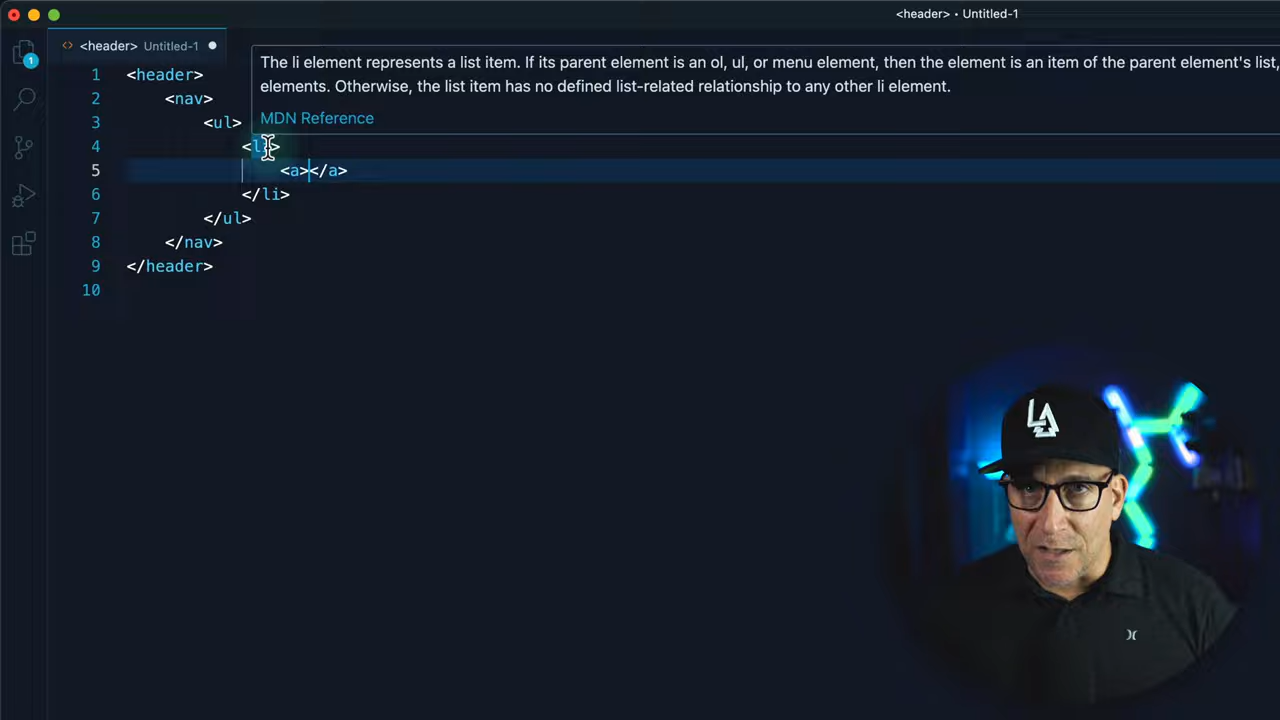 <header> • Untitled-1
<header> Untitled-1
1
The li element represents a list item. If its parent element is an ol, ul, or menu element, then the element is an item of the parent element's list,
elements. Otherwise, the list item has no defined list-related relationship to any other li element.
MDN Reference
1 <header>
2 <nav>
3 <ul>
4 <li>
5 <a></a>
6 </li>
7 </ul>
8 </nav>
9 </header>
10
LA